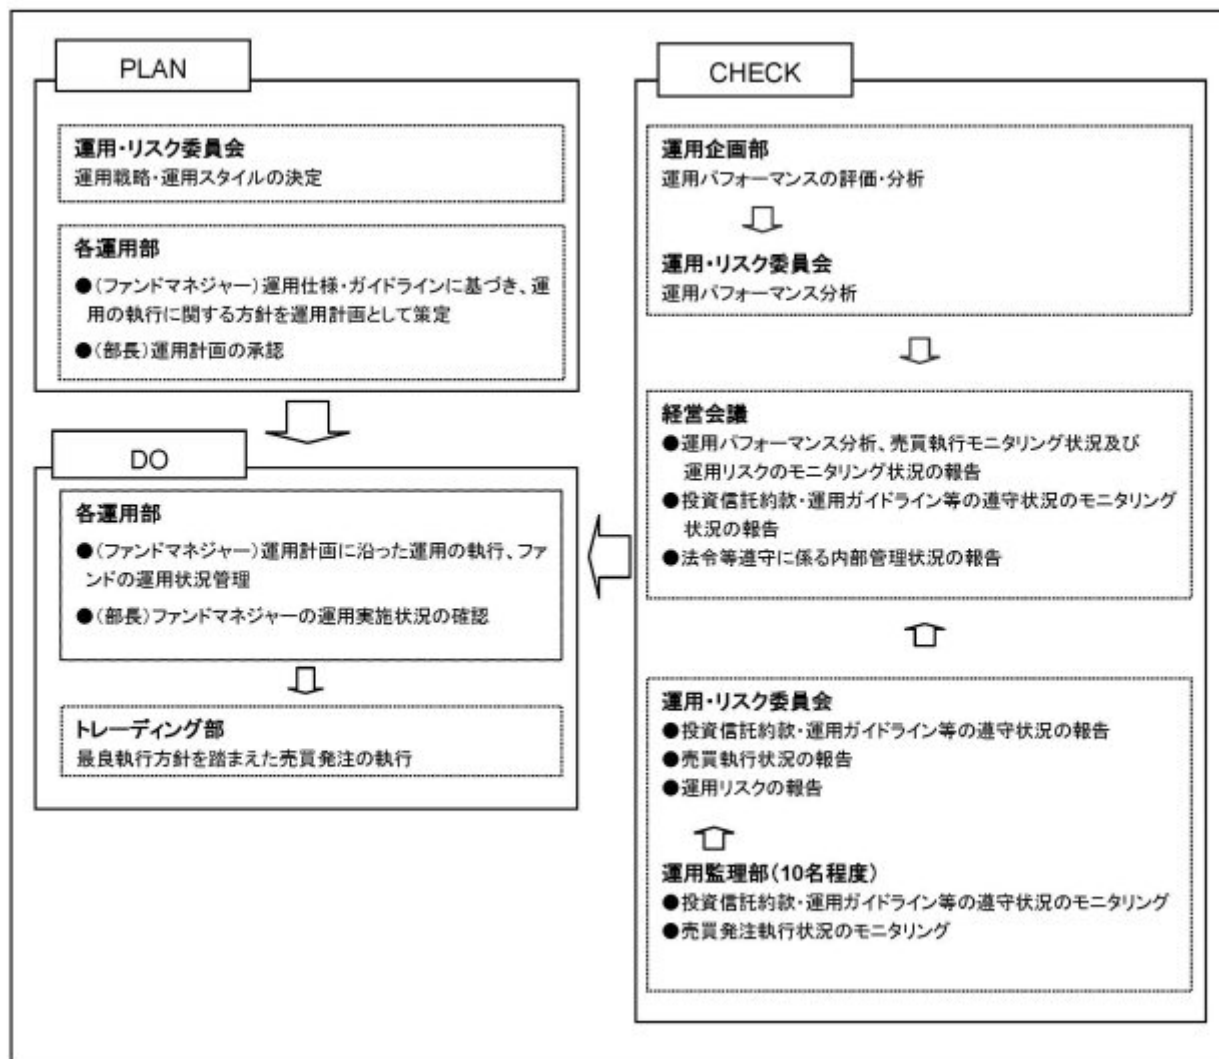 PLAN
運用・リスク委員会
運用戦略・運用スタイルの決定
各運用部
●(ファンドマネジャー)運用仕様・ガイドラインに基づき、運
用の執行に関する方針を運用計画として策定
●(部長)運用計画の承認
DO
各運用部
●(ファンドマネジャー)運用計画に沿った運用の執行、ファ
ンドの運用状況管理
●(部長)ファンドマネジャーの運用実施状況の確認
トレーディング部
最良執行方針を踏まえた売買発注の執行
CHECK
運用企画部
運用パフォーマンスの評価・分析
運用・リスク委員会
運用パフォーマンス分析
経営会議
●運用パフォーマンス分析、売買執行モニタリング状況及び
運用リスクのモニタリング状況の報告
●投資信託約款・運用ガイドライン等の遵守状況のモニタリング
状況の報告
●法令等遵守に係る内部管理状況の報告
運用・リスク委員会
●投資信託約款・運用ガイドライン等の遵守状況の報告
●売買執行状況の報告
●運用リスクの報告
運用監理部(10名程度)
●投資信託約款・運用ガイドライン等の遵守状況のモニタリング
●売買発注執行状況のモニタリング